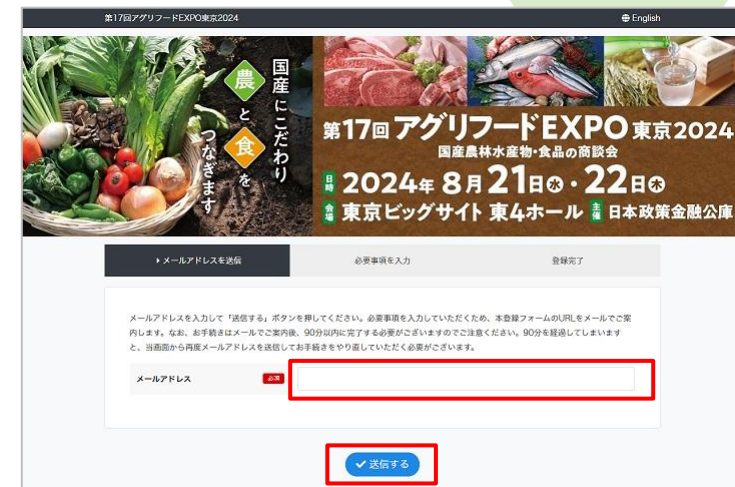 第17回アグリフードEXPO東京2024
English
国産にこだわり
農と食を
つなぎます
第17回 アグリフードEXPO 東京2024
国産農林水産物・食品の商談会
日時 2024年 8月21日㊌・22日㊍
会場 東京ビッグサイト 東4ホール 主催 日本政策金融公庫
メールアドレスを送信
必要事項を入力
登録完了
メールアドレスを入力して「送信する」ボタンを押してください。必要事項を入力していただくため、本登録フォームのURLをメールでご案
内します。なお、お手続きはメールでご案内後、90分以内に完了する必要がございますのでご注意ください。90分を経過してしまいます
と、当画面から再度メールアドレスを送信してお手続きをやり直していただく必要がございます。
メールアドレス
必須
送信する